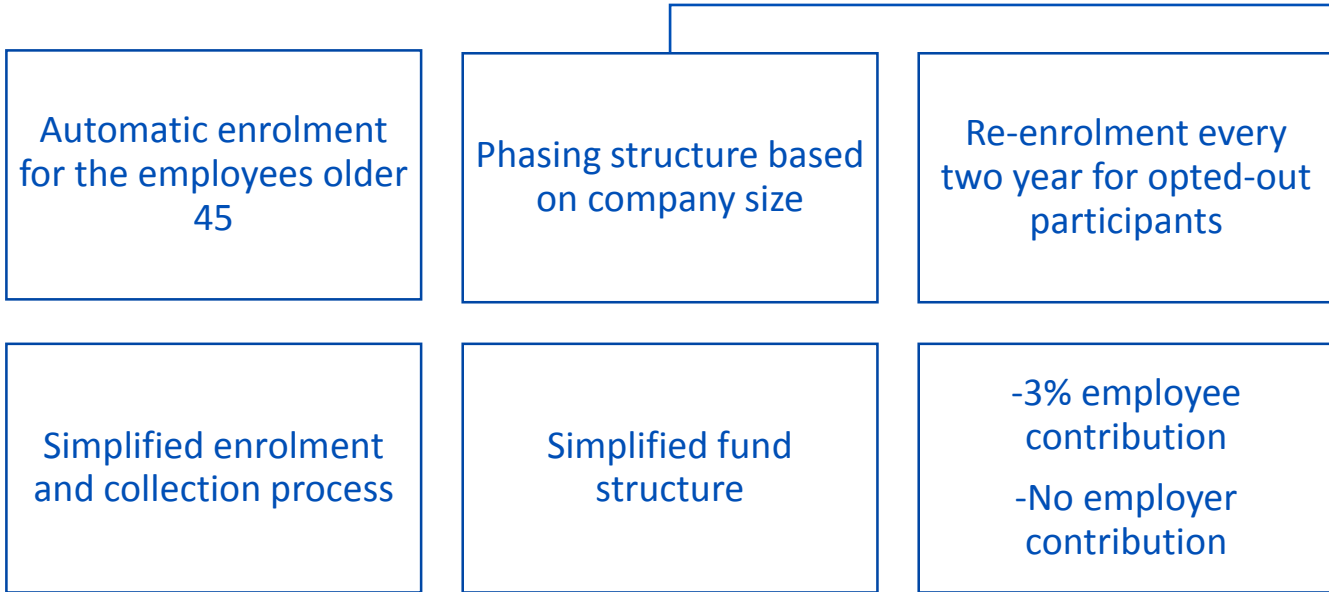 Automatic enrolment
for the employees older
45
Phasing structure based
on company size
Re-enrolment every
two year for opted-out
participants
Simplified enrolment
and collection process
Simplified fund
structure
-3% employee
contribution
-No employer
contribution